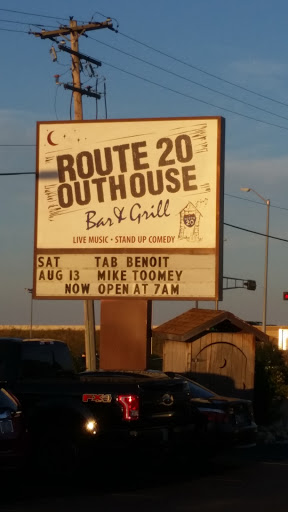 ROUTE 20
OUTHOUSE
Bar & Grill
20
LIVE MUSIC • STAND UP COMEDY
SAT TAB BENOIT
AUG 13 MIKE TOOMEY
NOW OPEN AT 7AM